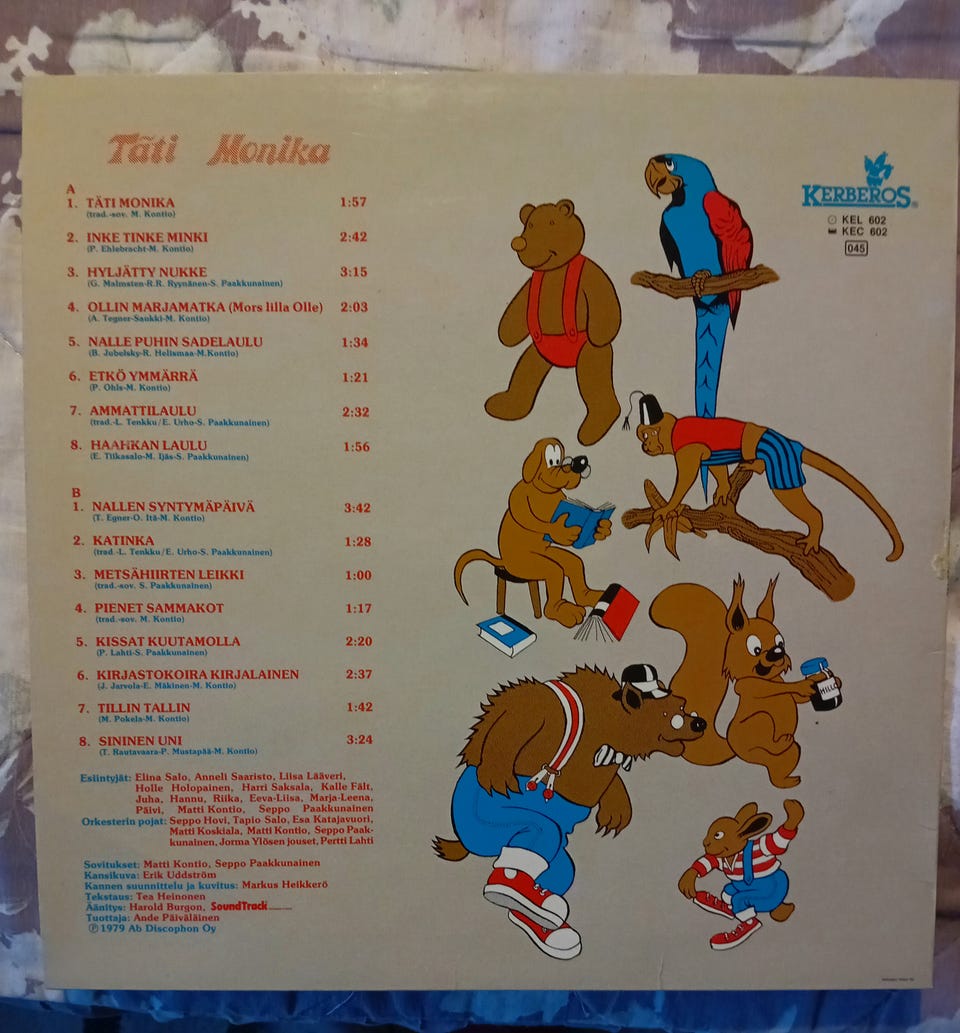 Täti Monika
A
1. TÄTI MONIKA 1:57
(trad.-sov. M. Kontio)
2. INKE TINKE MINKI 2:42
(P. Ehlebracht-M. Kontio)
3. HYLJÄTTY NUKKE 3:15
(G. Malmsten-R.R. Ryynänen-S. Paakkunainen)
4. OLLIN MARJAMATKA (Mors lilla Olle) 2:03
(A. Tegner-Saukki-M. Kontio)
5. NALLE PUHIN SADELAULU 1:34
(B. Jubelsky-R. Helismaa-M.Kontio)
6. ETKÖ YMMÄRRÄ 1:21
(P. Ohls-M. Kontio)
7. AMMATTILAULU 2:32
(trad.-L. Tenkku/E. Urho-S. Paakkunainen)
8. HAAHKAN LAULU 1:56
(E. Tiikasalo-M. Ijäs-S. Paakkunainen)
B
1. NALLEN SYNTYMÄPÄIVÄ 3:42
(T. Egner-O. Itä-M. Kontio)
2. KATINKA 1:28
(trad-L. Tenkku/E. Urho-S. Paakkunainen)
3. METSÄHIIRTEN LEIKKI 1:00
(trad.-sov. S. Paakkunainen)
4. PIENET SAMMAKOT 1:17
(trad.-sov. M. Kontio)
5. KISSAT KUUTAMOLLA 2:20
(P. Lahti-S. Paakkunainen)
6. KIRJASTOKOIRA KIRJALAINEN 2:37
(J. Jarvola-E. Mäkinen-M. Kontio)
7. TILLIN TALLIN 1:42
(M. Pokela-M. Kontio)
8. SININEN UNI 3:24
(T. Rautavaara-P. Mustapää-M. Kontio)
Esiintyjät: Elina Salo, Anneli Saaristo, Liisa Lääveri,
Holle Holopainen, Harri Saksala, Kalle Fält,
Juha, Hannu, Riika, Eeva-Liisa, Marja-Leena,
Päivi, Matti Kontio, Seppo Paakkunainen
Orkesterin pojat: Seppo Hovi, Tapio Salo, Esa Katajavuori,
Matti Koskiala, Matti Kontio, Seppo Paak-
kunainen, Jorma Ylösen jouset, Pertti Lahti
Sovitukset: Matti Kontio, Seppo Paakkunainen
Kansikuva: Erik Uddström
Kannen suunnittelu ja kuvitus: Markus Heikkerö
Tekstaus: Tea Heinonen
Äänitys: Harold Burgon, SoundTrack
Tuottaja: Ande Päiväläinen
Ⓟ 1979 Ab Discophon Oy
KERBEROS®
KEL 602
KEC 602
045
HILLO